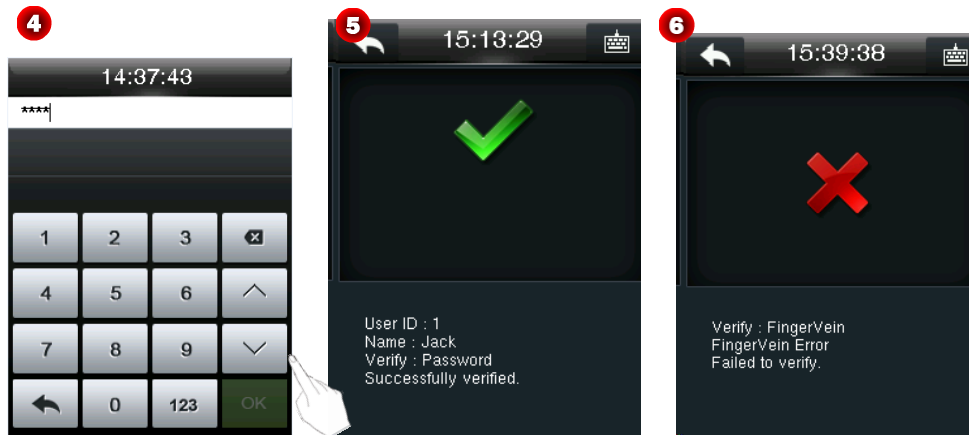 4
14:37:43
****
1 2 3
4 5 6
7 8 9
0 123 OK
5
15:13:29
User ID : 1
Name : Jack
Verify : Password
Successfully verified.
6
15:39:38
Verify : FingerVein
FingerVein Error
Failed to verify.